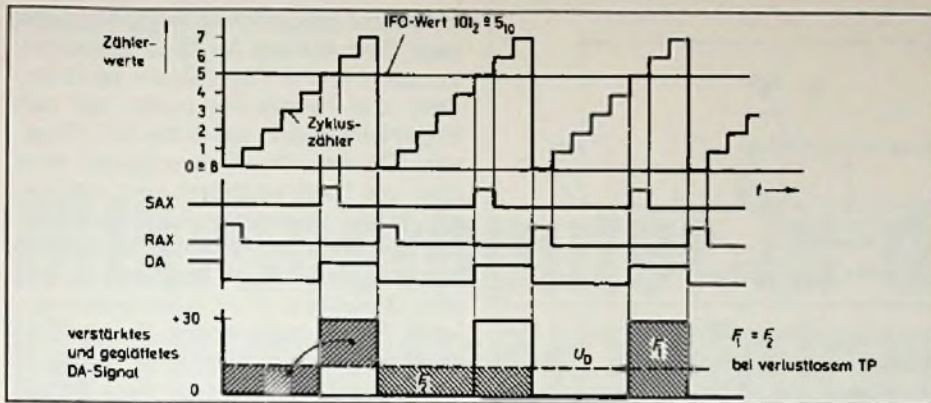 IFO-Wert 101₂ ≙ 5₁₀
Zähler-
werte
7
6
5
4
3
2
1
0 ≙ 8
Zyklus-
zähler
t
SAX
RAX
DA
+30
verstärktes
und geglättetes
DA-Signal
0
F₂
U_D
F₁
F₁ = F₂
bei verlustlosem TP